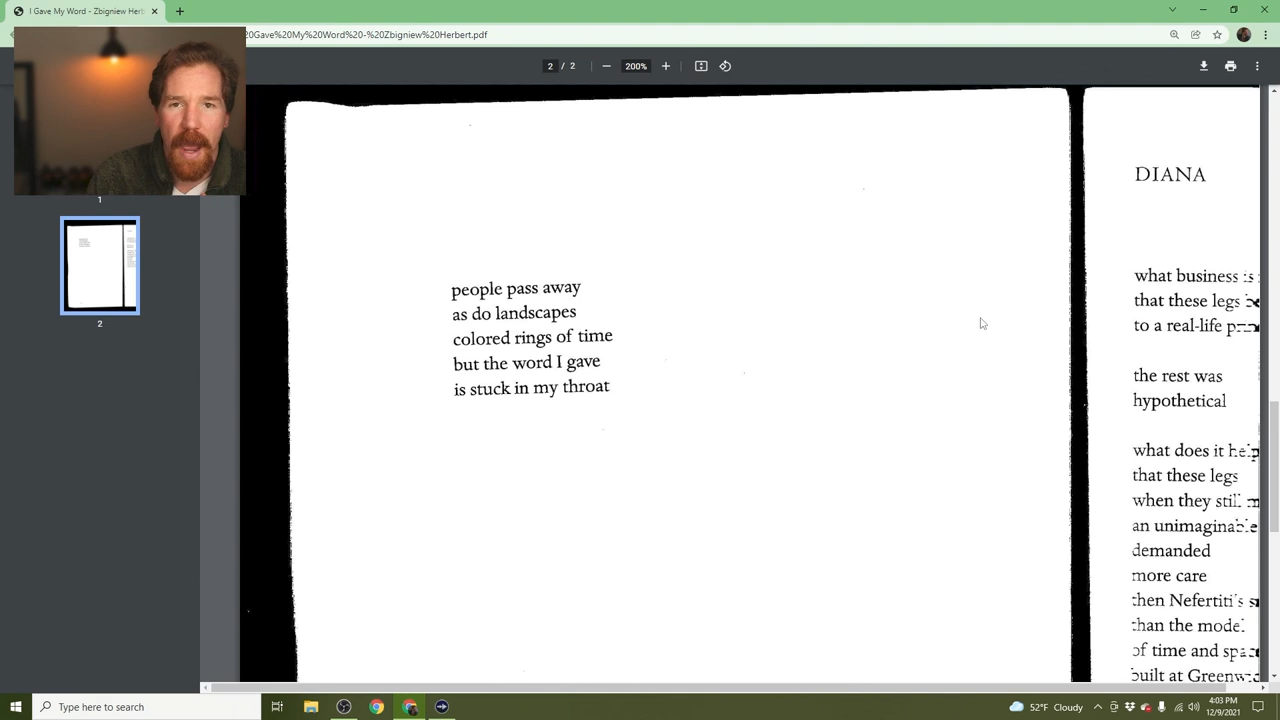 I Gave My Word - Zbigniew Herb
20Gave%20My%20Word%20-%20Zbigniew%20Herbert.pdf
2 / 2
200%
1
2
people pass away
as do landscapes
colored rings of time
but the word I gave
is stuck in my throat
DIANA
what business is
that these legs
to a real-life
the rest was
hypothetical
what does it help
that these legs
when they still
an unimaginable
demanded
more care
then Nefertiti's
than the model
of time and space
built at
Type here to search
52°F Cloudy
4:03 PM
12/9/2021